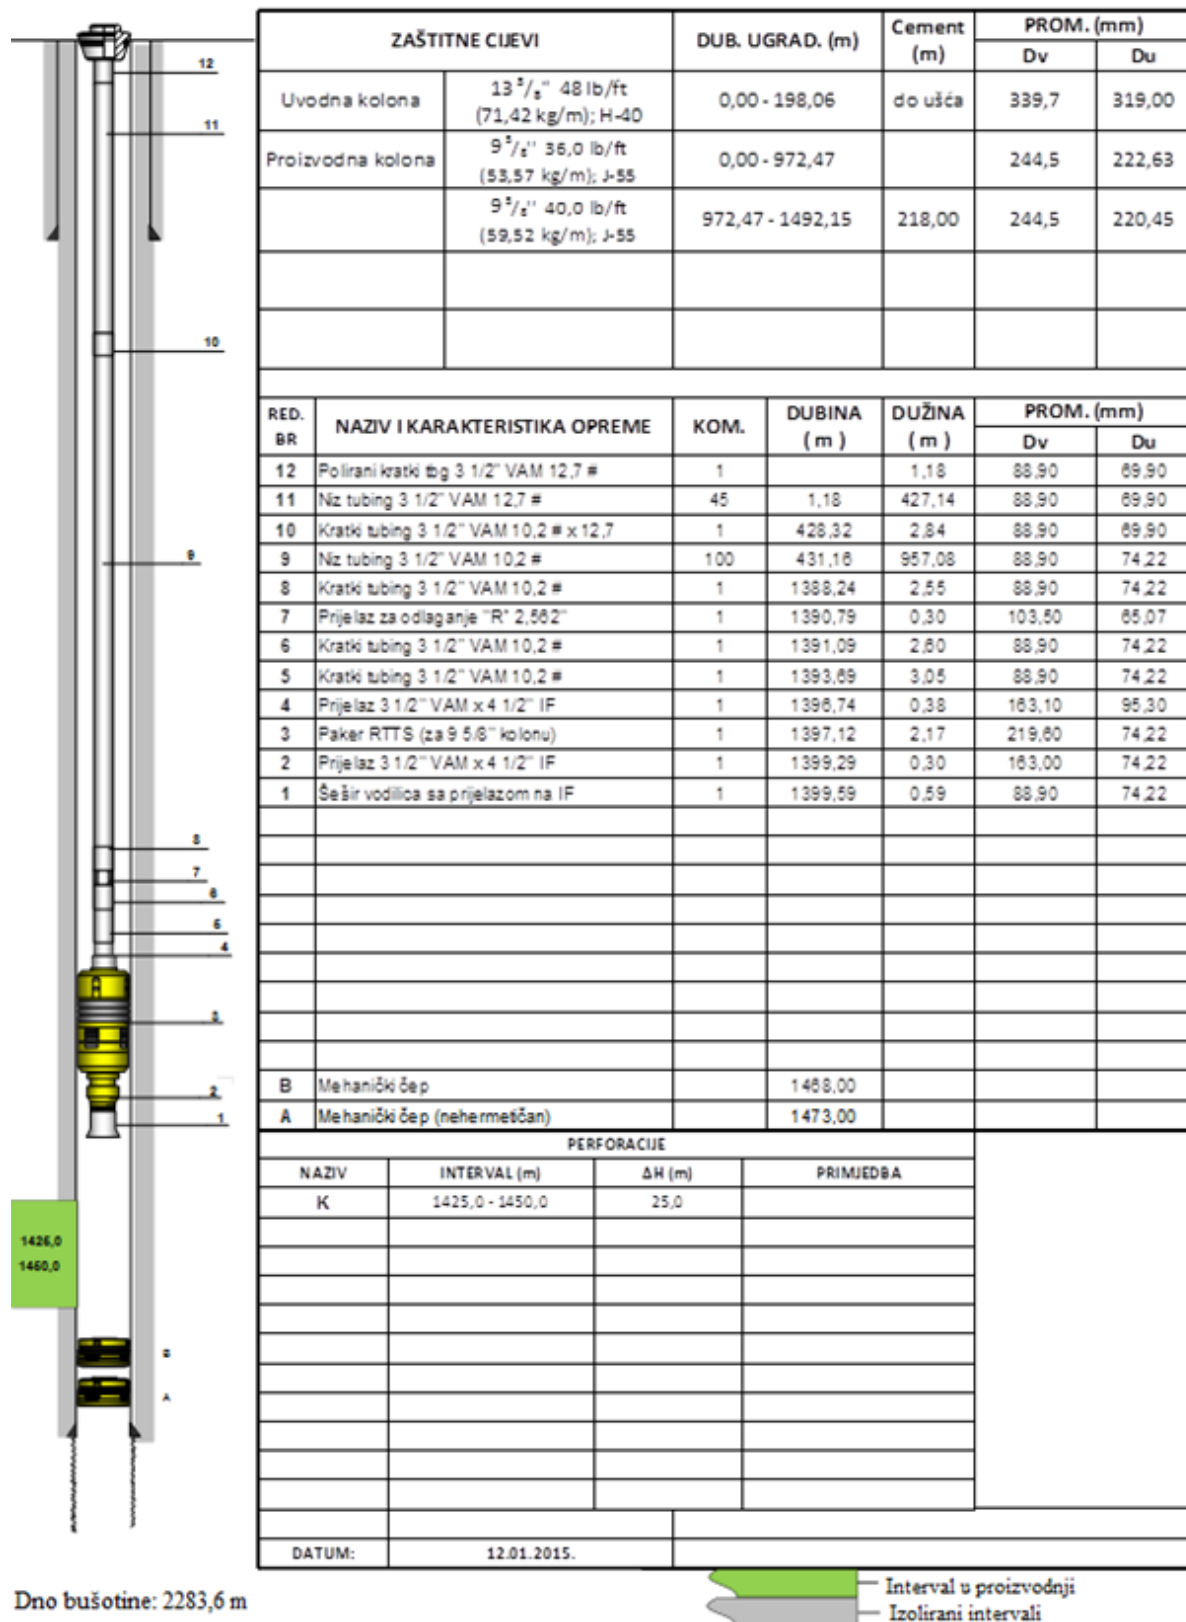 ZAŠTITNE CIJEVI DUB. UGRAD. (m) Cement (m) PROM. (mm)
Dv Du
Uvodna kolona 13 ³/₈" 48 lb/ft (71,42 kg/m); H-40 0,00 - 198,06 do ušća 339,7 319,00
Proizvodna kolona 9 ⁵/₈'' 36,0 lb/ft (53,57 kg/m); J-55 0,00 - 972,47 244,5 222,63
9 ⁵/₈'' 40,0 lb/ft (59,52 kg/m); J-55 972,47 - 1492,15 218,00 244,5 220,45
RED. BR NAZIV I KARAKTERISTIKA OPREME KOM. DUBINA ( m ) DUŽINA ( m ) PROM. (mm)
Dv Du
12 Polirani kratki tbg 3 1/2" VAM 12,7 # 1 1,18 88,90 69,90
11 Niz tubing 3 1/2" VAM 12,7 # 45 1,18 427,14 88,90 69,90
10 Kratki tubing 3 1/2" VAM 10,2 # x 12,7 1 428,32 2,84 88,90 69,90
9 Niz tubing 3 1/2" VAM 10,2 # 100 431,16 957,08 88,90 74,22
8 Kratki tubing 3 1/2" VAM 10,2 # 1 1388,24 2,55 88,90 74,22
7 Prijelaz za odlaganje "R" 2,562" 1 1390,79 0,30 103,50 65,07
6 Kratki tubing 3 1/2" VAM 10,2 # 1 1391,09 2,60 88,90 74,22
5 Kratki tubing 3 1/2" VAM 10,2 # 1 1393,69 3,05 88,90 74,22
4 Prijelaz 3 1/2" VAM x 4 1/2" IF 1 1396,74 0,38 163,10 95,30
3 Paker RTTS (za 9 5/8" kolonu) 1 1397,12 2,17 219,60 74,22
2 Prijelaz 3 1/2" VAM x 4 1/2" IF 1 1399,29 0,30 163,00 74,22
1 Šešir vodilica sa prijelazom na IF 1 1399,59 0,59 88,90 74,22
B Mehanički čep 1468,00
A Mehanički čep (nehermetičan) 1473,00
PERFORACIJE
NAZIV INTERVAL (m) ΔH (m) PRIMJEDBA
K 1425,0 - 1450,0 25,0
DATUM: 12.01.2015.
12
11
10
9
8
7
6
5
4
3
2
1
1425,0
1450,0
B
A
Dno bušotine: 2283,6 m
Interval u proizvodnji
Izolirani intervali